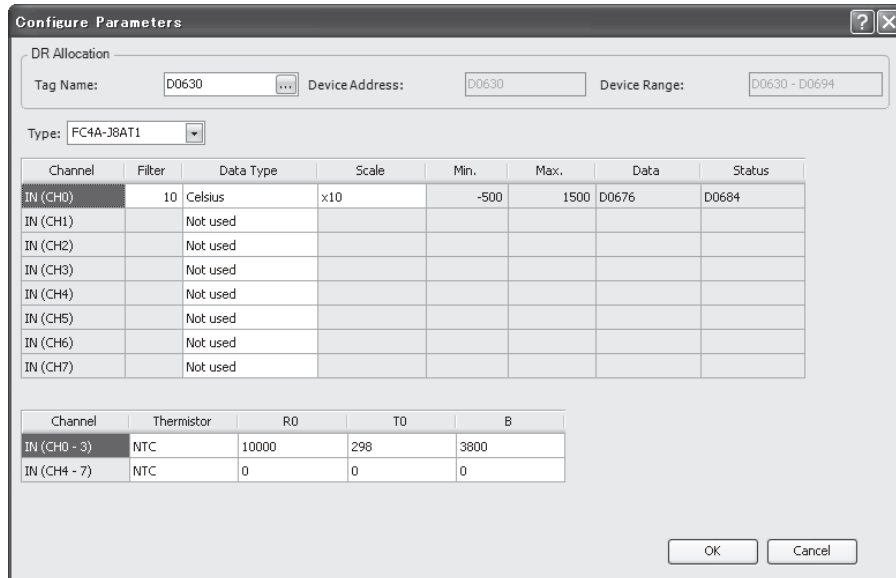 Configure Parameters
DR Allocation
Tag Name: D0630 ... Device Address: D0630 Device Range: D0630 - D0694
Type: FC4A-J8AT1
Channel Filter Data Type Scale Min. Max. Data Status
IN (CH0) 10 Celsius x10 -500 1500 D0676 D0684
IN (CH1) Not used
IN (CH2) Not used
IN (CH3) Not used
IN (CH4) Not used
IN (CH5) Not used
IN (CH6) Not used
IN (CH7) Not used
Channel Thermistor R0 T0 B
IN (CH0 - 3) NTC 10000 298 3800
IN (CH4 - 7) NTC 0 0 0
OK Cancel